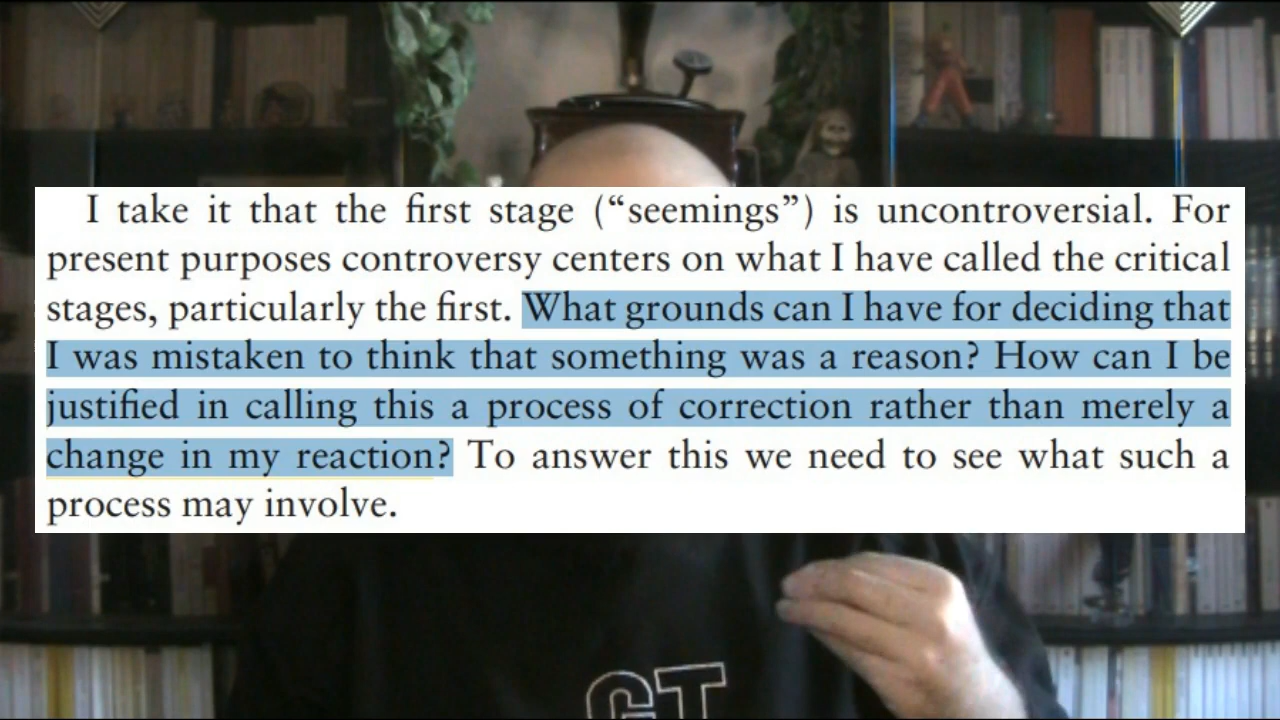 I take it that the first stage (“seemings”) is uncontroversial. For
present purposes controversy centers on what I have called the critical
stages, particularly the first. What grounds can I have for deciding that
I was mistaken to think that something was a reason? How can I be
justified in calling this a process of correction rather than merely a
change in my reaction? To answer this we need to see what such a
process may involve.
GT